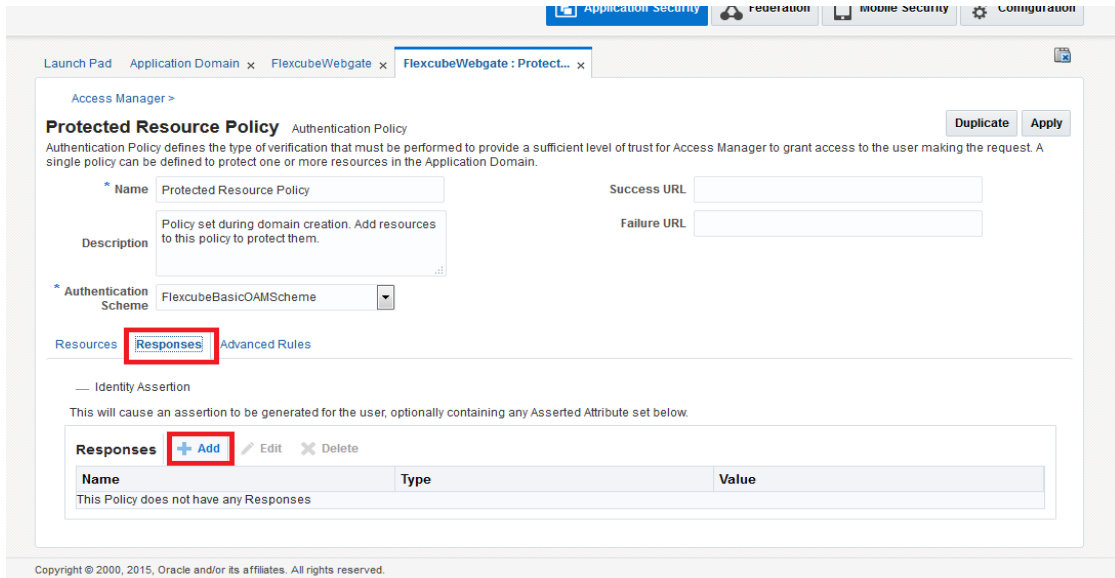 Application Security Federation Mobile Security Configuration
Launch Pad Application Domain x FlexcubeWebgate x FlexcubeWebgate : Protect... x
Access Manager >
Protected Resource Policy Authentication Policy
Duplicate Apply
Authentication Policy defines the type of verification that must be performed to provide a sufficient level of trust for Access Manager to grant access to the user making the request. A
single policy can be defined to protect one or more resources in the Application Domain.
* Name Protected Resource Policy
Success URL
Description
Policy set during domain creation. Add resources
to this policy to protect them.
Failure URL
* Authentication
Scheme
FlexcubeBasicOAMScheme
Resources Responses Advanced Rules
Identity Assertion
This will cause an assertion to be generated for the user, optionally containing any Asserted Attribute set below.
Responses Add Edit Delete
Name Type Value
This Policy does not have any Responses
Copyright © 2000, 2015, Oracle and/or its affiliates. All rights reserved.